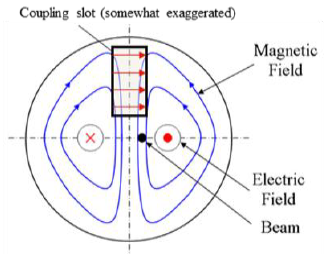 Coupling slot (somewhat exaggerated)
Magnetic
Field
Electric
Field
Beam